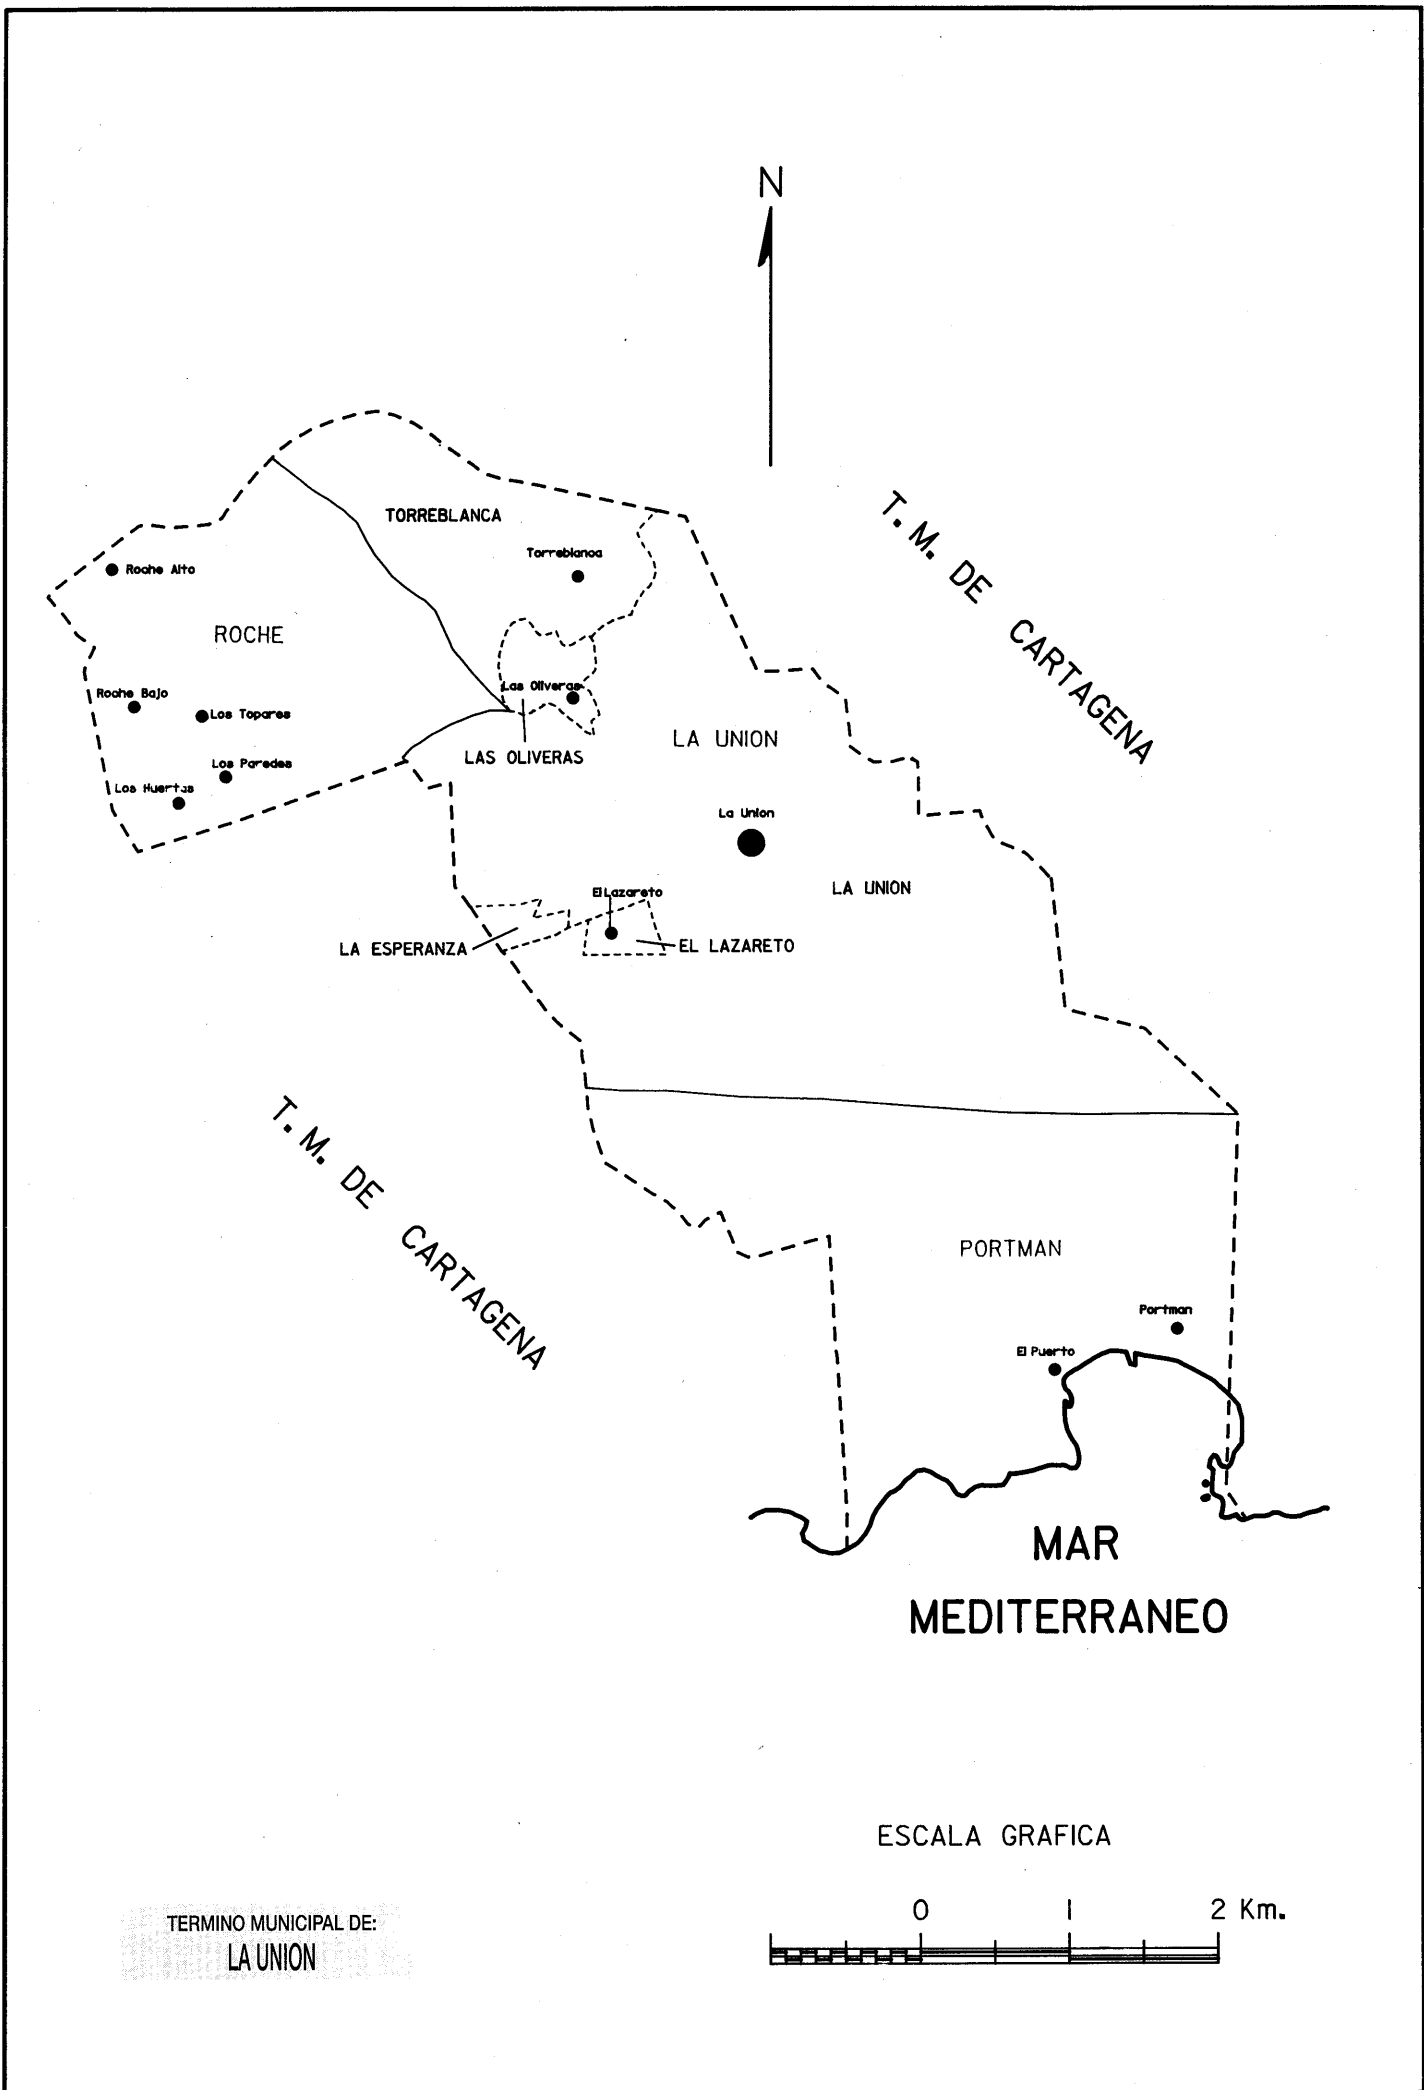 N
T. M. DE CARTAGENA
TORREBLANCA
Torreblanca
Roche Alto
ROCHE
Las Oliveras
Roche Bajo
Los Topares
LA UNION
LAS OLIVERAS
Los Paredes
Los Huertas
La Union
LA UNION
El Lazareto
LA ESPERANZA
EL LAZARETO
T. M. DE CARTAGENA
PORTMAN
Portman
El Puerto
MAR
MEDITERRANEO
ESCALA GRAFICA
0 1 2 Km.
TERMINO MUNICIPAL DE:
LA UNION